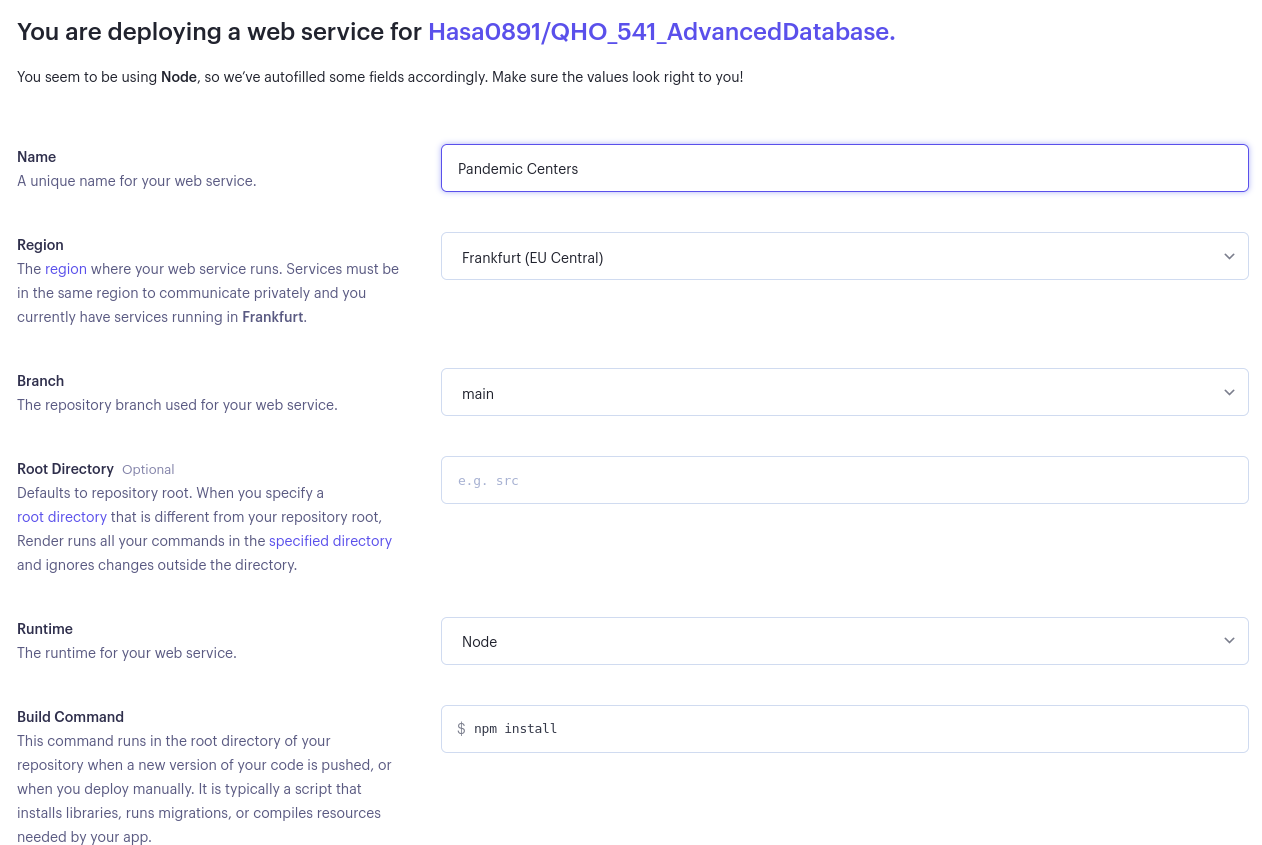 You are deploying a web service for Hasa0891/QHO_541_AdvancedDatabase.
You seem to be using Node, so we’ve autofilled some fields accordingly. Make sure the values look right to you!
Name
A unique name for your web service.
Pandemic Centers
Region
The region where your web service runs. Services must be
in the same region to communicate privately and you
currently have services running in Frankfurt.
Frankfurt (EU Central)
Branch
The repository branch used for your web service.
main
Root Directory Optional
Defaults to repository root. When you specify a
root directory that is different from your repository root,
Render runs all your commands in the specified directory
and ignores changes outside the directory.
e.g. src
Runtime
The runtime for your web service.
Node
Build Command
This command runs in the root directory of your
repository when a new version of your code is pushed, or
when you deploy manually. It is typically a script that
installs libraries, runs migrations, or compiles resources
needed by your app.
$ npm install